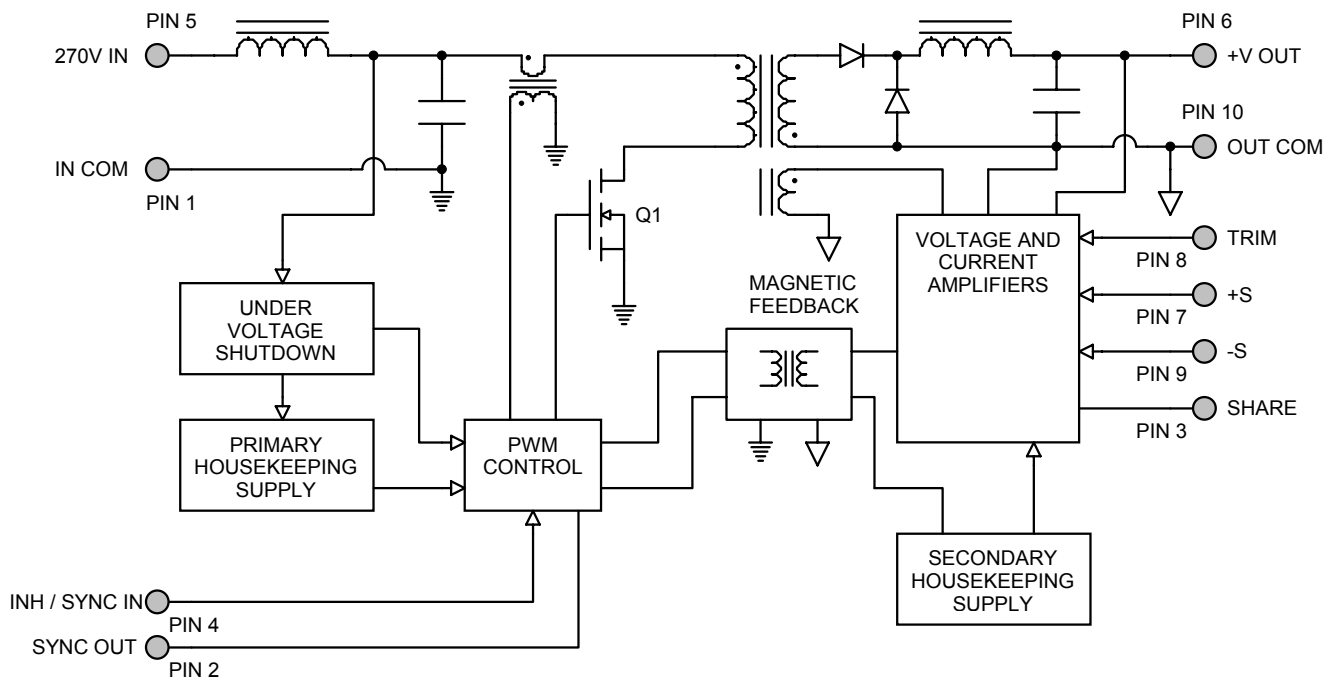 PIN 5
270V IN
IN COM
PIN 1
PIN 6
+V OUT
PIN 10
OUT COM
Q1
UNDER
VOLTAGE
SHUTDOWN
PRIMARY
HOUSEKEEPING
SUPPLY
PWM
CONTROL
MAGNETIC
FEEDBACK
VOLTAGE AND
CURRENT
AMPLIFIERS
TRIM
PIN 8
+S
PIN 7
-S
PIN 9
SHARE
PIN 3
SECONDARY
HOUSEKEEPING
SUPPLY
INH / SYNC IN
PIN 4
SYNC OUT
PIN 2